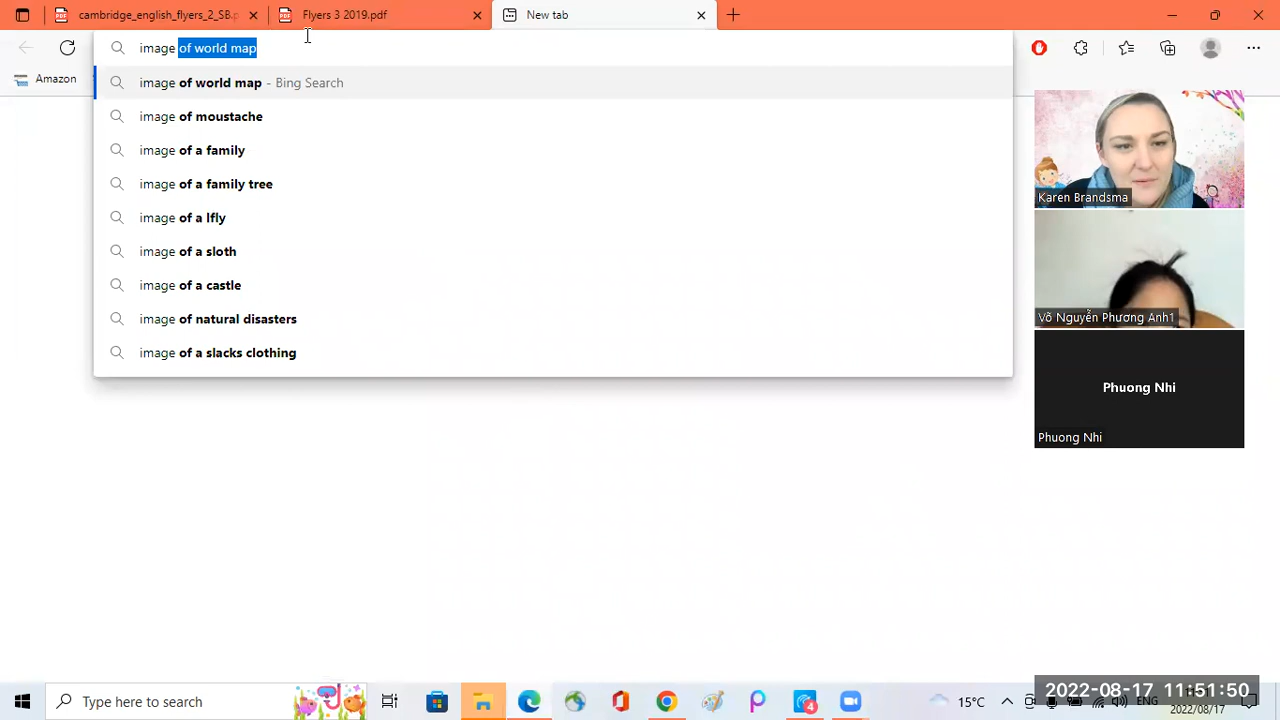 cambridge_english_flyers_2_SB.p
Flyers 3 2019.pdf
New tab
image of world map
Amazon
image of world map - Bing Search
image of moustache
image of a family
image of a family tree
image of a lfly
image of a sloth
image of a castle
image of natural disasters
image of a slacks clothing
Karen Brandsma
Võ Nguyễn Phương Anh1
Phuong Nhi
Phuong Nhi
Type here to search
4
15°C
ENG
2022-08-17 11:51:50
2022/08/17